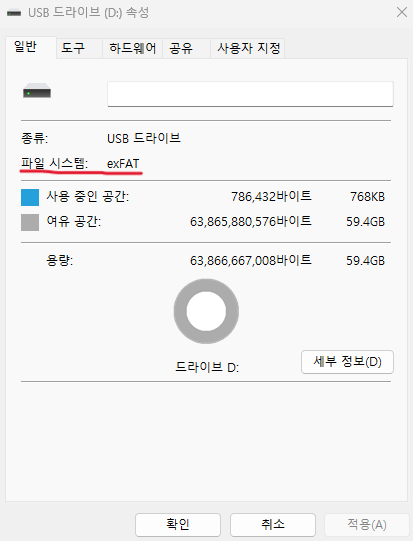 USB 드라이브 (D:) 속성
일반 도구 하드웨어 공유 사용자 지정
종류: USB 드라이브
파일 시스템: exFAT
사용 중인 공간: 786,432바이트 768KB
여유 공간: 63,865,880,576바이트 59.4GB
용량: 63,866,667,008바이트 59.4GB
드라이브 D: 세부 정보(D)
확인 취소 적용(A)